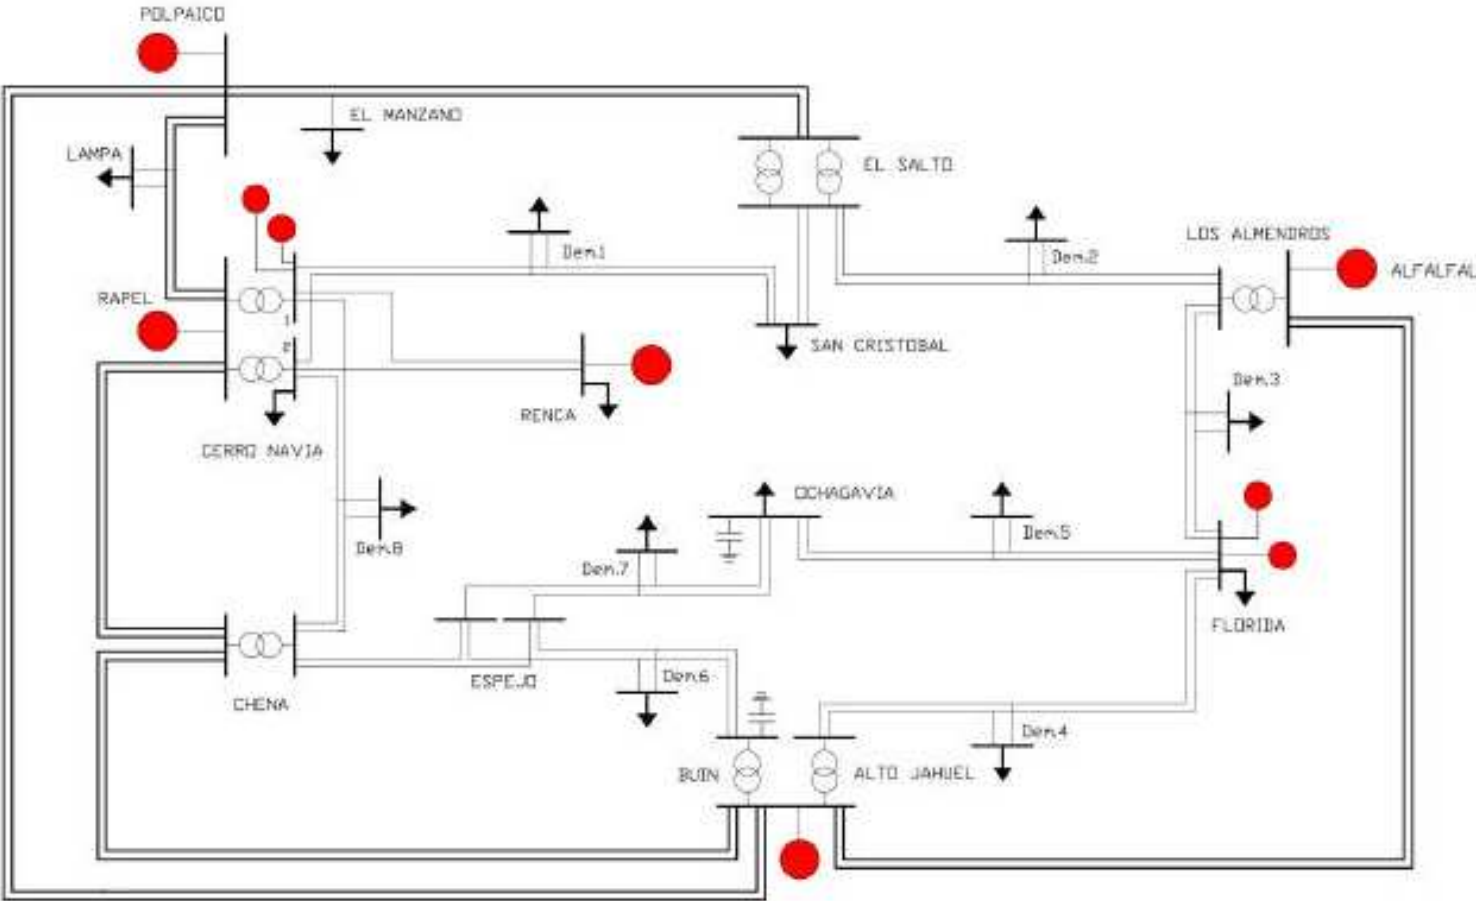 POLPAICO
EL MANZANO
LAMPA
EL SALTO
LOS ALMENDROS
Dem.1
Dem.2
ALFALFAL
RAPEL
1
2
SAN CRISTOBAL
Dem.3
RENCA
CERRO NAVIA
OCHAGAVIA
Dem.5
Dem.8
Dem.7
FLORIDA
ESPEJO
Dem.6
CHENA
Dem.4
BUIN
ALTO JAHUEL